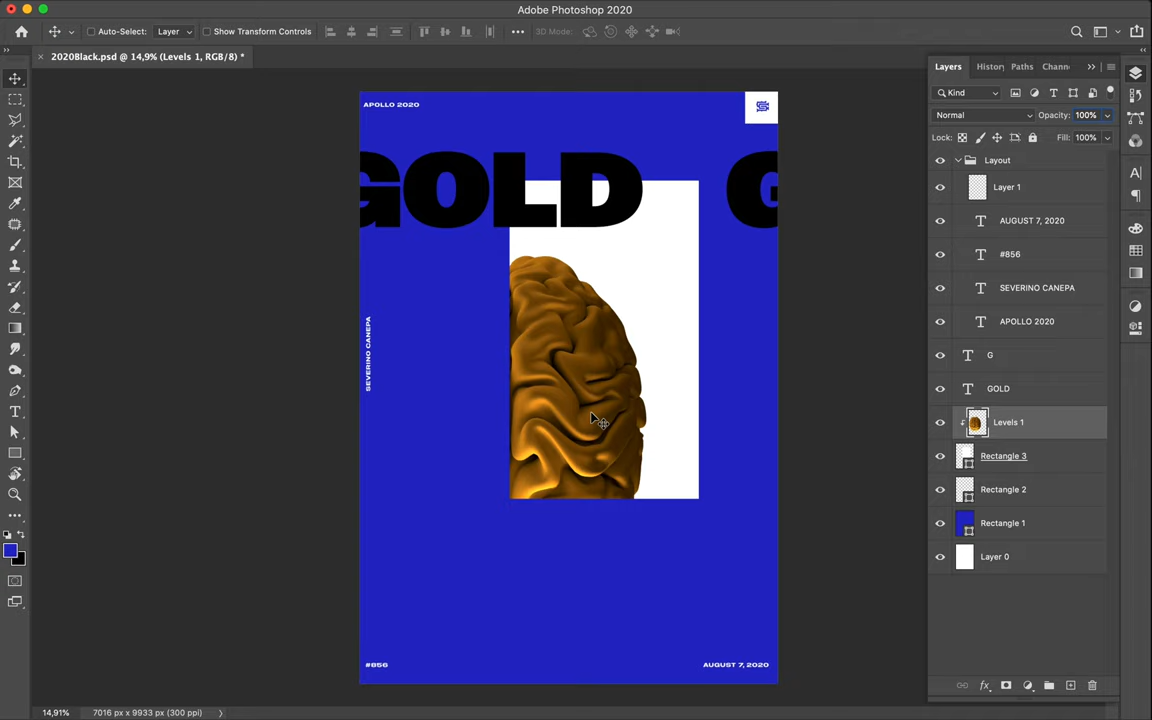 Adobe Photoshop 2020
Auto-Select:
Layer
Show Transform Controls
3D Mode:
2020Black.psd @ 14,9% (Levels 1, RGB/8) *
Layers
Paths
Kind
Normal
Opacity:
100%
Lock:
Fill:
100%
Layout
Layer 1
AUGUST 7, 2020
#856
SEVERINO CANEPA
APOLLO 2020
G
GOLD
Levels 1
Rectangle 3
Rectangle 2
Rectangle 1
Layer 0
APOLLO 2020
GOLD
G
SEVERINO CANEPA
#856
AUGUST 7, 2020
14,91%
7016 px x 9933 px (300 ppi)